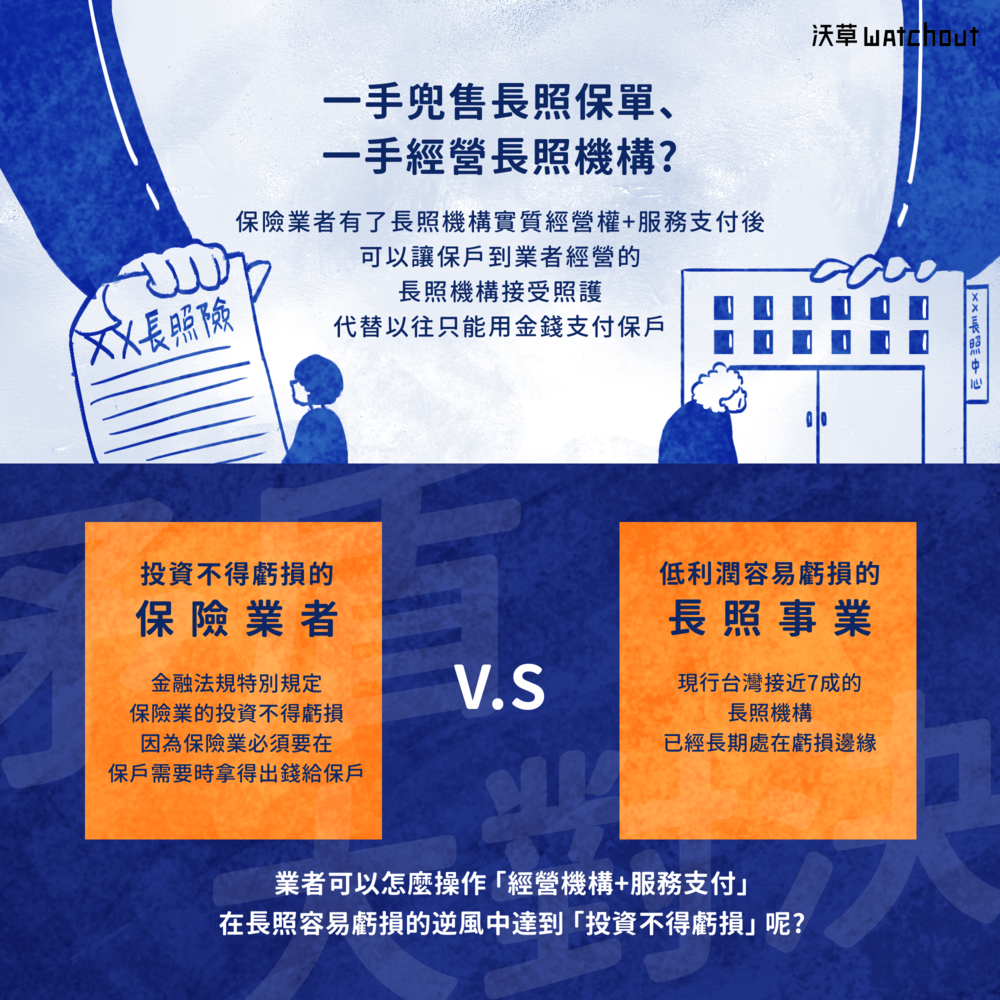 沃草 watchout
一手兜售長照保單、
一手經營長照機構?
保險業者有了長照機構實質經營權+服務支付後
可以讓保戶到業者經營的
長照機構接受照護
代替以往只能用金錢支付保戶
XX長照險
XX長照中心
矛盾
大對決
投資不得虧損的
保險業者
金融法規特別規定
保險業的投資不得虧損
因為保險業必須要在
保戶需要時拿得出錢給保戶
V.S
低利潤容易虧損的
長照事業
現行台灣接近7成的
長照機構
已經長期處在虧損邊緣
業者可以怎麼操作「經營機構+服務支付」
在長照容易虧損的逆風中達到「投資不得虧損」呢?